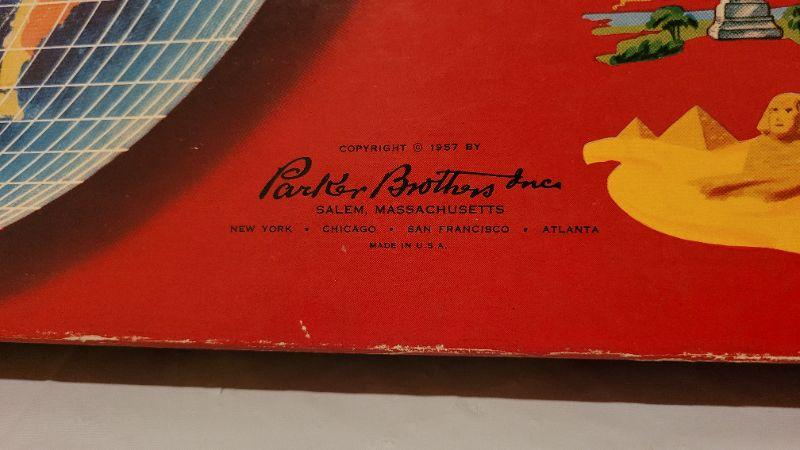 COPYRIGHT © 1957 BY
Parker Brothers Inc.
SALEM, MASSACHUSETTS
NEW YORK • CHICAGO • SAN FRANCISCO • ATLANTA
MADE IN U.S.A.